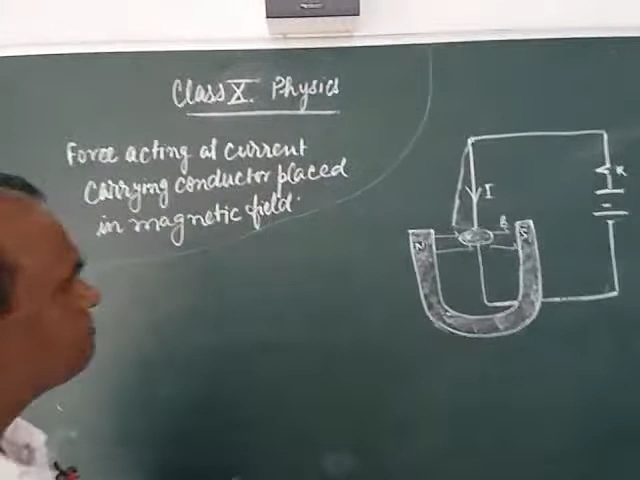 Class X. Physics
Force acting at current
carrying conductor placed
in magnetic field.
I
B
N
S
K